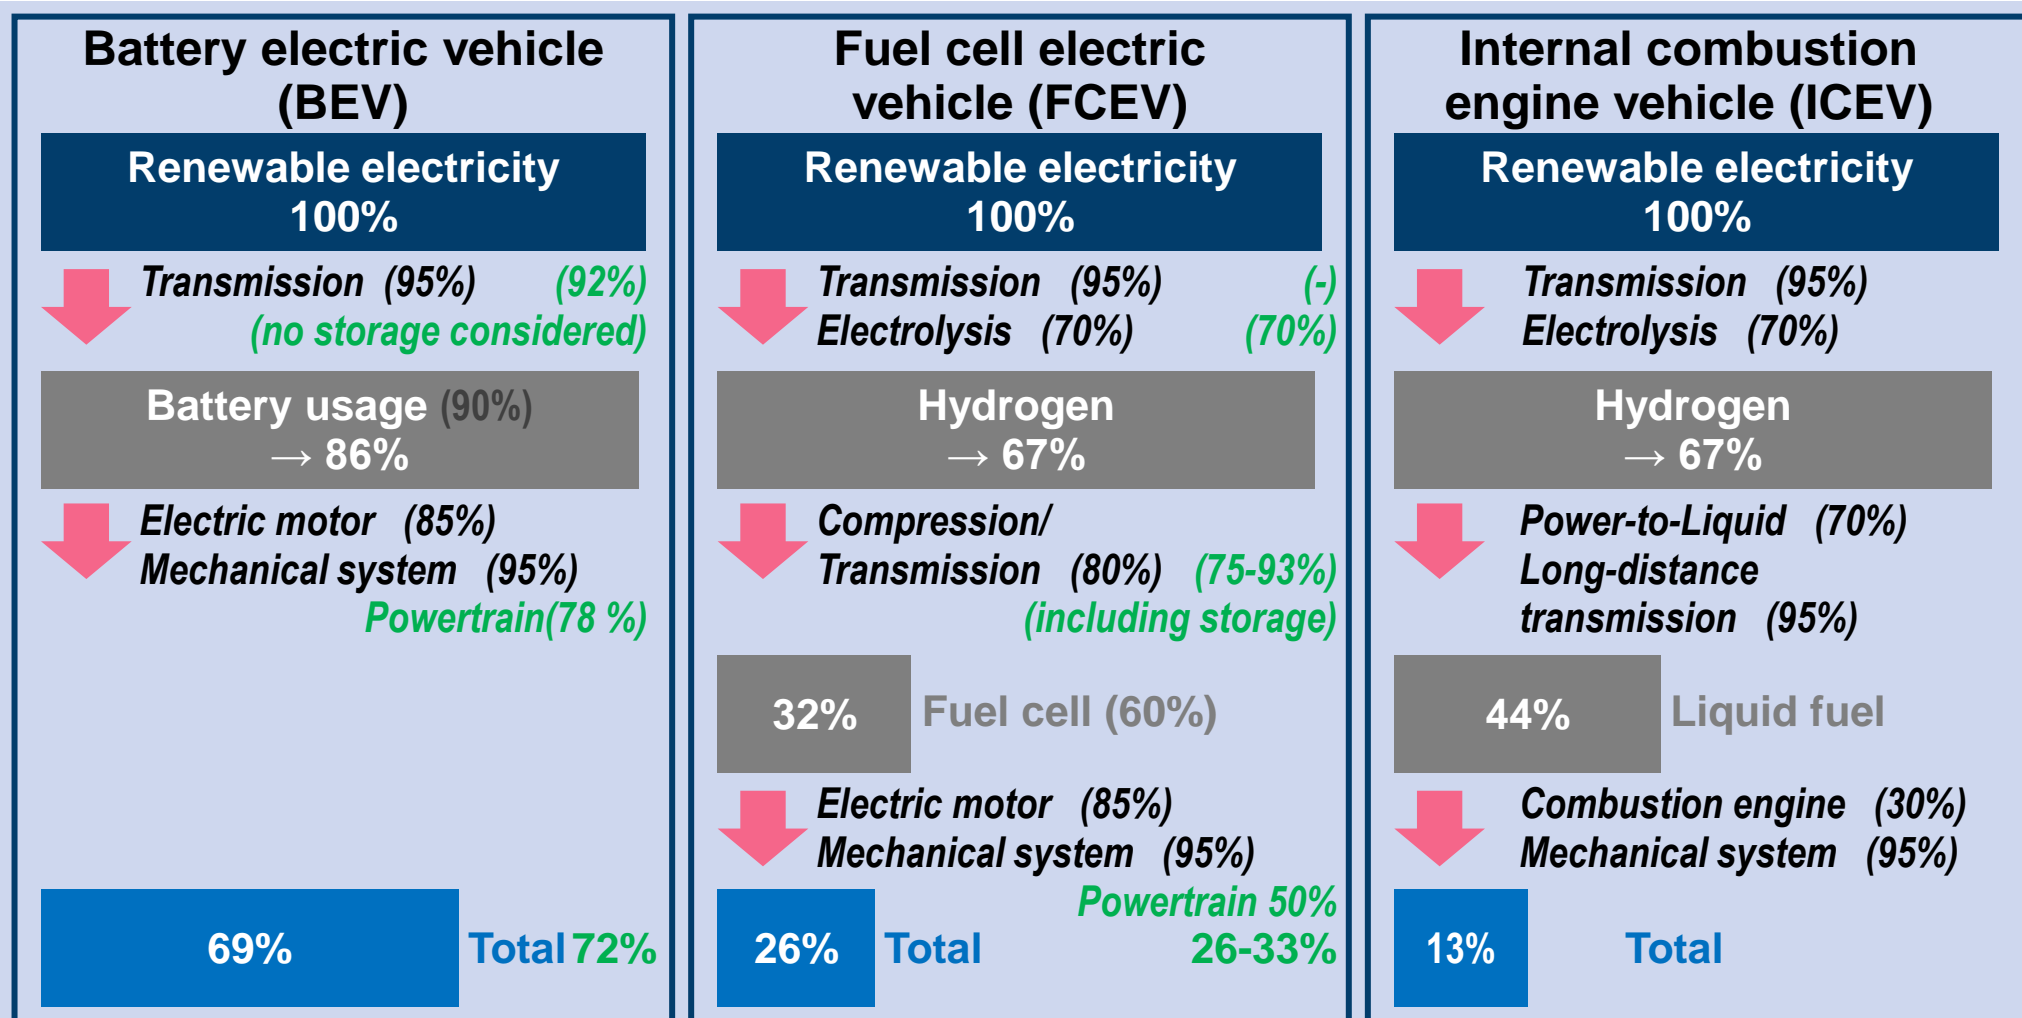 Battery electric vehicle
(BEV)
Renewable electricity
100%
Transmission (95%) (92%)
(no storage considered)
Battery usage (90%)
→ 86%
Electric motor (85%)
Mechanical system (95%)
Powertrain(78 %)
69% Total 72%
Fuel cell electric
vehicle (FCEV)
Renewable electricity
100%
Transmission (95%) (-)
Electrolysis (70%) (70%)
Hydrogen
→ 67%
Compression/
Transmission (80%) (75-93%)
(including storage)
32% Fuel cell (60%)
Electric motor (85%)
Mechanical system (95%)
Powertrain 50%
26% Total 26-33%
Internal combustion
engine vehicle (ICEV)
Renewable electricity
100%
Transmission (95%)
Electrolysis (70%)
Hydrogen
→ 67%
Power-to-Liquid (70%)
Long-distance
transmission (95%)
44% Liquid fuel
Combustion engine (30%)
Mechanical system (95%)
13% Total